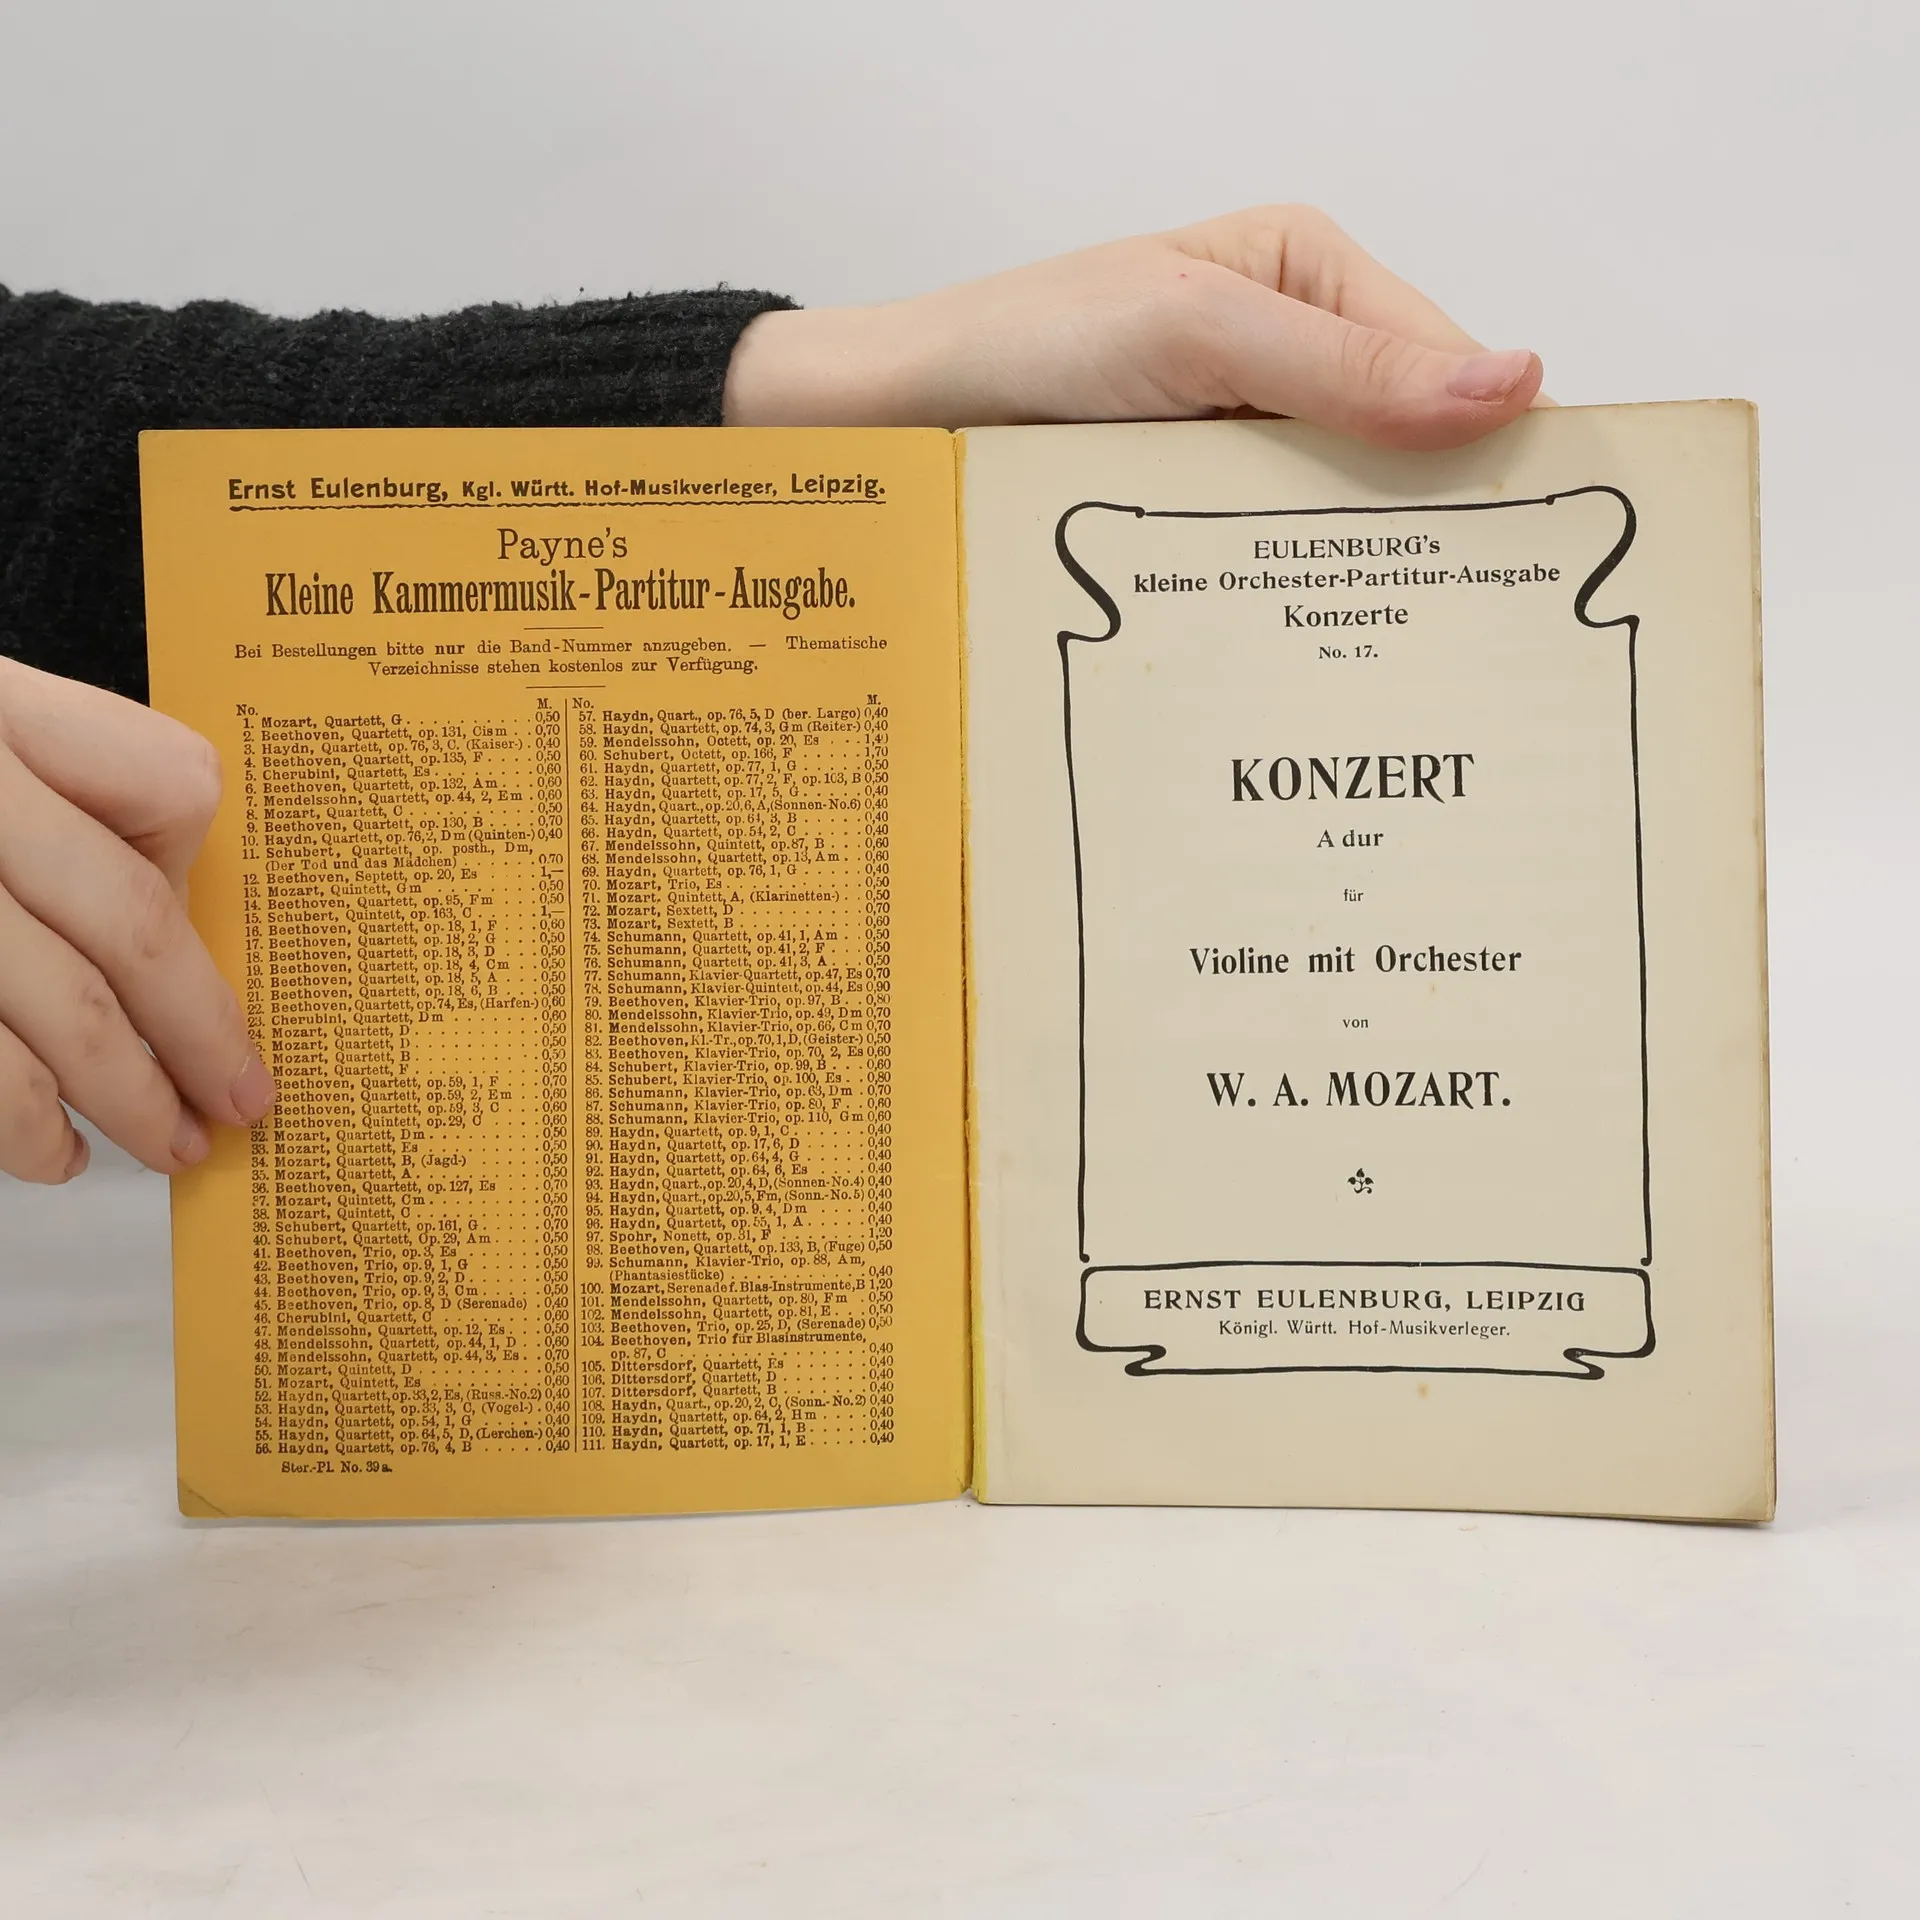 Ernst Eulenburg, Kgl. Württ. Hof-Musikverleger, Leipzig.
Payne's
Kleine Kammermusik-Partitur-Ausgabe.
Bei Bestellungen bitte nur die Band-Nummer anzugeben. — Thematische
Verzeichnisse stehen kostenlos zur Verfügung.
No. M.
1. Mozart, Quartett, G . . . . . . . . . . 0,50
2. Beethoven, Quartett, op. 131, Cis m . . 0,70
3. Haydn, Quartett, op. 76, 3, C. (Kaiser-) . 0,40
4. Beethoven, Quartett, op. 135, F . . . . 0,50
5. Cherubini, Quartett, Es . . . . . . . . 0,60
6. Beethoven, Quartett, op. 132, Am . . . 0,60
7. Mendelssohn, Quartett, op. 44, 2, Em . 0,60
8. Mozart, Quartett, C . . . . . . . . . . 0,50
9. Beethoven, Quartett, op. 130, B . . . . 0,70
10. Haydn, Quartett, op. 76,2, Dm (Quinten-) 0,40
11. Schubert, Quartett, op. posth., Dm,
(Der Tod und das Mädchen) . . . . . . 0.70
12. Beethoven, Septett, op. 20, Es . . . . 1,—
13. Mozart, Quintett, Gm . . . . . . . . 0,50
14. Beethoven, Quartett, op. 95, Fm . . . 0,50
15. Schubert, Quintett, op. 163, C . . . . . 1,—
16. Beethoven, Quartett, op. 18, 1, F . . . 0,60
17. Beethoven, Quartett, op. 18, 2, G . . . 0,50
18. Beethoven, Quartett, op. 18, 3, D . . . 0,50
19. Beethoven, Quartett, op. 18, 4, Cm . . 0,50
20. Beethoven, Quartett, op. 18, 5, A . . . 0,50
21. Beethoven, Quartett, op. 18, 6, B . . . 0,50
22. Beethoven, Quartett, op. 74, Es, (Harfen-) 0,60
23. Cherubini, Quartett, Dm . . . . . . . 0,60
24. Mozart, Quartett, D . . . . . . . . . . 0,50
5. Mozart, Quartett, D . . . . . . . . . . 0,50
Mozart, Quartett, B . . . . . . . . . . 0,50
Mozart, Quartett, F . . . . . . . . . . 0,50
Beethoven, Quartett, op. 59, 1, F . . . 0,70
Beethoven, Quartett, op. 59, 2, Em . . 0,60
Beethoven, Quartett, op. 59, 3, C . . . 0,60
31. Beethoven, Quintett, op. 29, C . . . . 0,60
32. Mozart, Quartett, Dm . . . . . . . . . 0,50
33. Mozart, Quartett, Es . . . . . . . . . 0,50
34. Mozart, Quartett, B, (Jagd-) . . . . . 0,50
35. Mozart, Quartett, A . . . . . . . . . . 0,50
36. Beethoven, Quartett, op. 127, Es . . . 0,70
37. Mozart, Quintett, Cm . . . . . . . . . 0,50
38. Mozart, Quintett, C . . . . . . . . . . 0,70
39. Schubert, Quartett, op. 161, G . . . . . 0,70
40. Schubert, Quartett, Op. 29, Am . . . . 0,50
41. Beethoven, Trio, op. 3, Es . . . . . . 0,50
42. Beethoven, Trio, op. 9, 1, G . . . . . 0,50
43. Beethoven, Trio, op. 9, 2, D . . . . . 0,50
44. Beethoven, Trio, op. 9, 3, Cm . . . . 0,50
45. Beethoven, Trio, op. 8, D (Serenade) . 0,40
46. Cherubini, Quartett, C . . . . . . . . 0,60
47. Mendelssohn, Quartett, op. 12, Es . . . 0,50
48. Mendelssohn, Quartett, op. 44, 1, D . . 0,60
49. Mendelssohn, Quartett, op. 44, 3, Es . . 0,70
50. Mozart, Quintett, D . . . . . . . . . . 0,50
51. Mozart, Quintett, Es . . . . . . . . . 0,60
52. Haydn, Quartett, op. 33, 2, Es, (Russ.-No. 2) 0,40
53. Haydn, Quartett, op. 33, 3, C, (Vogel-) . 0,40
54. Haydn, Quartett, op. 54, 1, G . . . . . 0,40
55. Haydn, Quartett, op. 64, 5, D, (Lerchen-) 0,40
56. Haydn, Quartett, op. 76, 4, B . . . . . 0,40
Ster.-Pl. No. 39 a.
No. M.
57. Haydn, Quart., op. 76, 5, D (ber. Largo) 0,40
58. Haydn, Quartett, op. 74, 3, Gm (Reiter-) 0,40
59. Mendelssohn, Octett, op. 20, Es . . . 1,40
60. Schubert, Octett, op. 166, F . . . . . 1,70
61. Haydn, Quartett, op. 77, 1, G . . . . . 0,50
62. Haydn, Quartett, op. 77, 2, F, op. 103, B 0,50
63. Haydn, Quartett, op. 17, 5, G . . . . . 0,40
64. Haydn, Quart., op. 20, 6, A, (Sonnen-No. 6) 0,40
65. Haydn, Quartett, op. 64, 3, B . . . . . 0,40
66. Haydn, Quartett, op. 54, 2, C . . . . . 0,40
67. Mendelssohn, Quintett, op. 87, B . . . 0,60
68. Mendelssohn, Quartett, op. 13, Am . . 0,60
69. Haydn, Quartett, op. 76, 1, G . . . . . 0,40
70. Mozart, Trio, Es . . . . . . . . . . . 0,50
71. Mozart. Quintett, A, (Klarinetten-) . . 0,50
72. Mozart, Sextett, D . . . . . . . . . . 0,70
73. Mozart, Sextett, B . . . . . . . . . . 0,60
74. Schumann, Quartett, op. 41, 1, Am . . 0,50
75. Schumann, Quartett, op. 41, 2, F . . . 0,50
76. Schumann, Quartett, op. 41, 3, A . . . 0,50
77. Schumann, Klavier-Quartett, op. 47, Es 0,70
78. Schumann, Klavier-Quintett, op. 44, Es 0,90
79. Beethoven, Klavier-Trio, op. 97, B . . 0,80
80. Mendelssohn, Klavier-Trio, op. 49, Dm 0,70
81. Mendelssohn, Klavier-Trio, op. 66, Cm 0,70
82. Beethoven, Kl.-Tr., op. 70, 1, D, (Geister-) 0,50
83. Beethoven, Klavier-Trio, op. 70, 2, Es 0,60
84. Schubert, Klavier-Trio, op. 99, B . . . 0,60
85. Schubert, Klavier-Trio, op. 100, Es . . 0,80
86. Schumann, Klavier-Trio, op. 63, Dm . 0,70
87. Schumann, Klavier-Trio, op. 80, F . . 0,60
88. Schumann, Klavier-Trio, op. 110, Gm 0,60
89. Haydn, Quartett, op. 9, 1, C . . . . . . 0,40
90. Haydn, Quartett, op. 17, 6, D . . . . . 0,40
91. Haydn, Quartett, op. 64, 4, G . . . . . 0,40
92. Haydn, Quartett, op. 64, 6, Es . . . . 0,40
93. Haydn, Quart., op. 20, 4, D, (Sonnen-No. 4) 0,40
94. Haydn, Quart., op. 20, 5, Fm, (Sonn.-No. 5) 0,40
95. Haydn, Quartett, op. 9, 4, Dm . . . . 0,40
96. Haydn, Quartett, op. 55, 1, A . . . . . 0,40
97. Spohr, Nonett, op. 31, F . . . . . . . 1,20
98. Beethoven, Quartett, op. 133, B, (Fuge) 0,50
99. Schumann, Klavier-Trio, op. 88, Am,
(Phantasiestücke) . . . . . . . . . . . 0,40
100. Mozart, Serenade f. Blas-Instrumente, B 1,20
101. Mendelssohn, Quartett, op. 80, Fm . . 0,50
102. Mendelssohn, Quartett, op. 81, E . . . 0,50
103. Beethoven, Trio, op. 25, D, (Serenade) 0,50
104. Beethoven, Trio für Blasinstrumente,
op. 87, C . . . . . . . . . . . . . . . 0,40
105. Dittersdorf, Quartett, Es . . . . . . . 0,40
106. Dittersdorf, Quartett, D . . . . . . . . 0,40
107. Dittersdorf, Quartett, B . . . . . . . . 0,40
108. Haydn, Quart., op. 20, 2, C, (Sonn.-No. 2) 0,40
109. Haydn, Quartett, op. 64, 2, Hm . . . . 0,40
110. Haydn, Quartett, op. 71, 1, B . . . . . 0,40
111. Haydn, Quartett, op. 17, 1, E . . . . . 0,40
EULENBURG's
kleine Orchester-Partitur-Ausgabe
Konzerte
No. 17.
KONZERT
A dur
für
Violine mit Orchester
von
W. A. MOZART.
ERNST EULENBURG, LEIPZIG
Königl. Württ. Hof-Musikverleger.